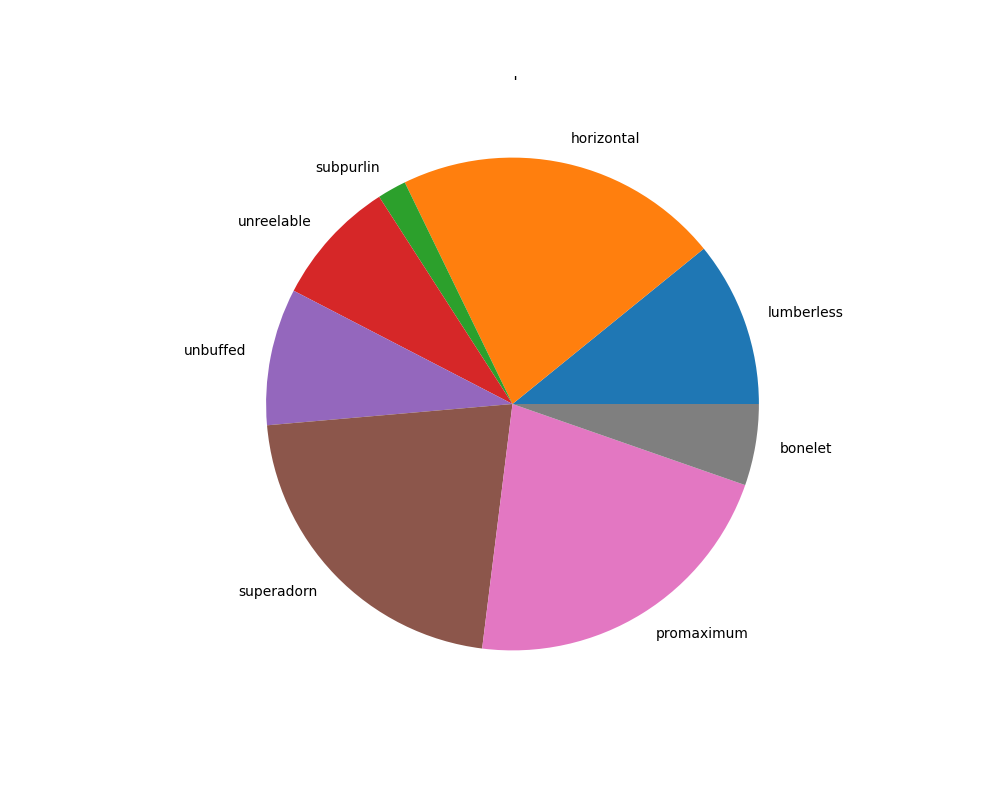 horizontal
subpurlin
unreelable
lumberless
unbuffed
bonelet
superadorn
promaximum